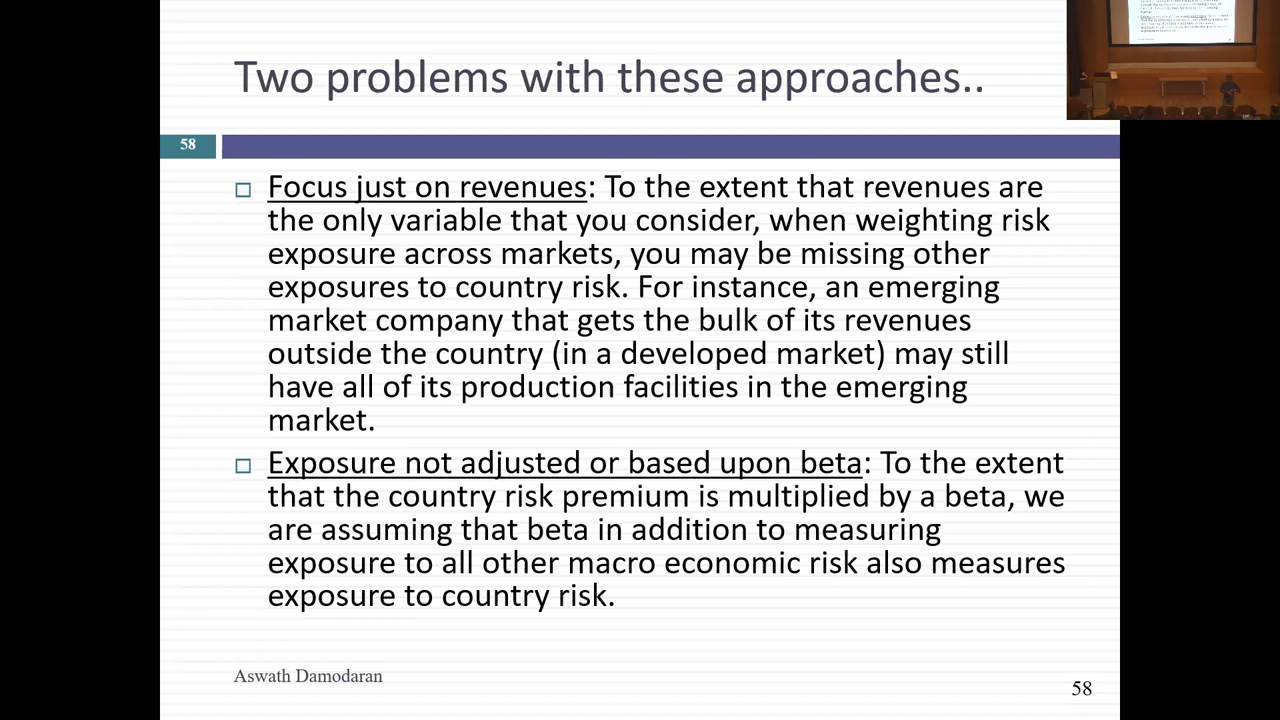 Two problems with these approaches..
58
Focus just on revenues: To the extent that revenues are
the only variable that you consider, when weighting risk
exposure across markets, you may be missing other
exposures to country risk. For instance, an emerging
market company that gets the bulk of its revenues
outside the country (in a developed market) may still
have all of its production facilities in the emerging
market.
Exposure not adjusted or based upon beta: To the extent
that the country risk premium is multiplied by a beta, we
are assuming that beta in addition to measuring
exposure to all other macro economic risk also measures
exposure to country risk.
Aswath Damodaran
58